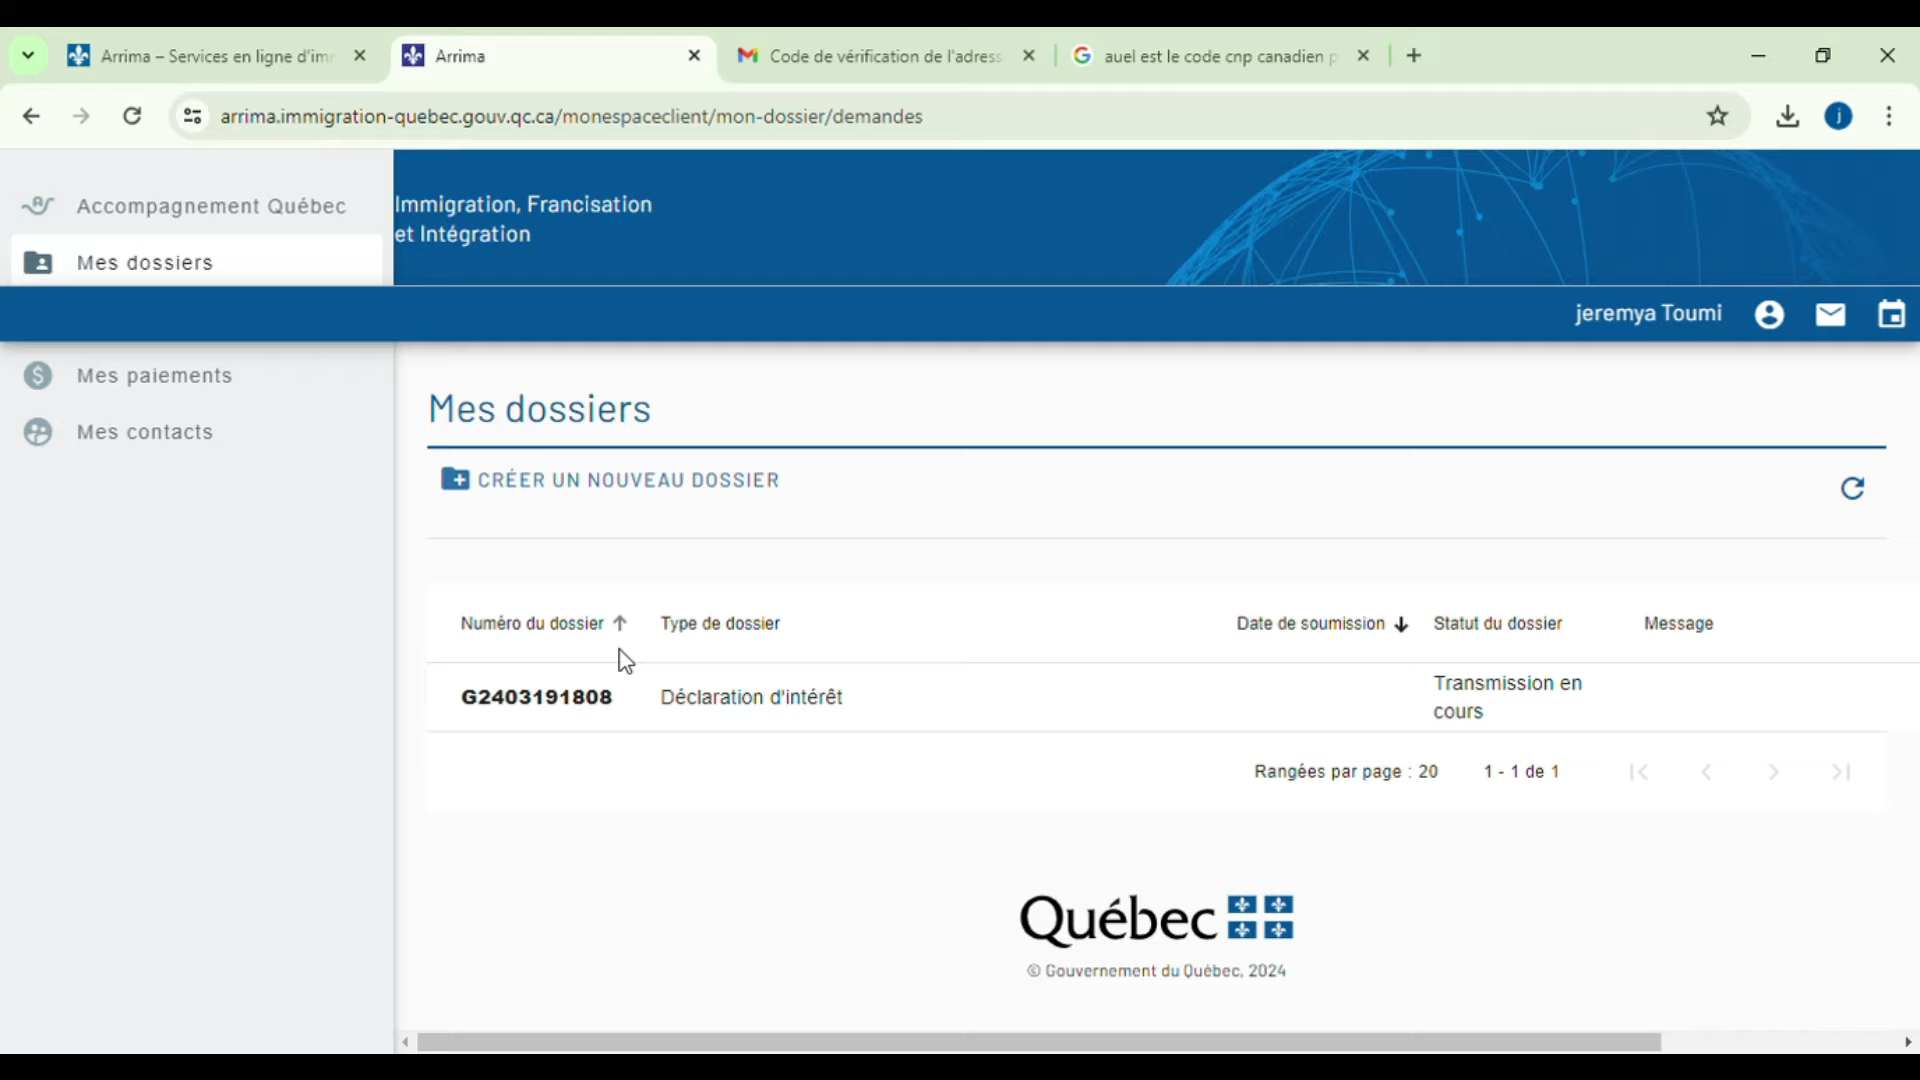 Arrima – Services en ligne d'imr
Arrima
Code de vérification de l'adress
auel est le code cnp canadien p
arrima.immigration-quebec.gouv.qc.ca/monespaceclient/mon-dossier/demandes
j
Accompagnement Québec
Mes dossiers
Immigration, Francisation
et Intégration
jeremya Toumi
Mes paiements
Mes contacts
Mes dossiers
CRÉER UN NOUVEAU DOSSIER
Numéro du dossier Type de dossier Date de soumission Statut du dossier Message
G2403191808 Déclaration d'intérêt Transmission en
cours
Rangées par page : 20 1 - 1 de 1
Québec
© Gouvernement du Québec, 2024